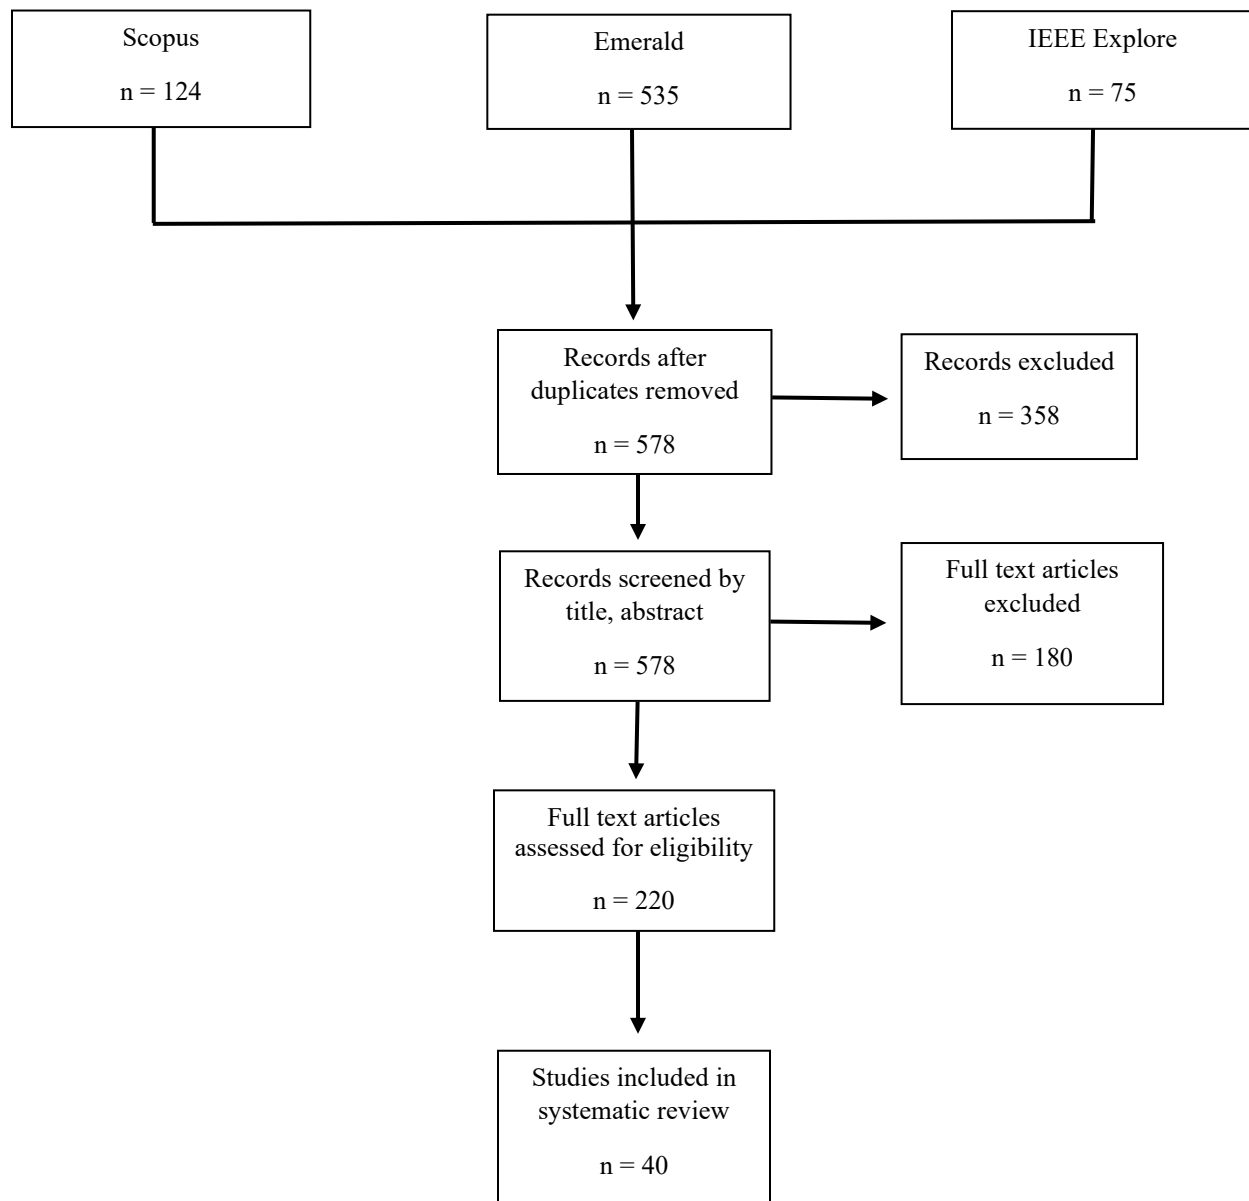 Scopus
n = 124
Emerald
n = 535
IEEE Explore
n = 75
Records after
duplicates removed
n = 578
Records excluded
n = 358
Records screened by
title, abstract
n = 578
Full text articles
excluded
n = 180
Full text articles
assessed for eligibility
n = 220
Studies included in
systematic review
n = 40